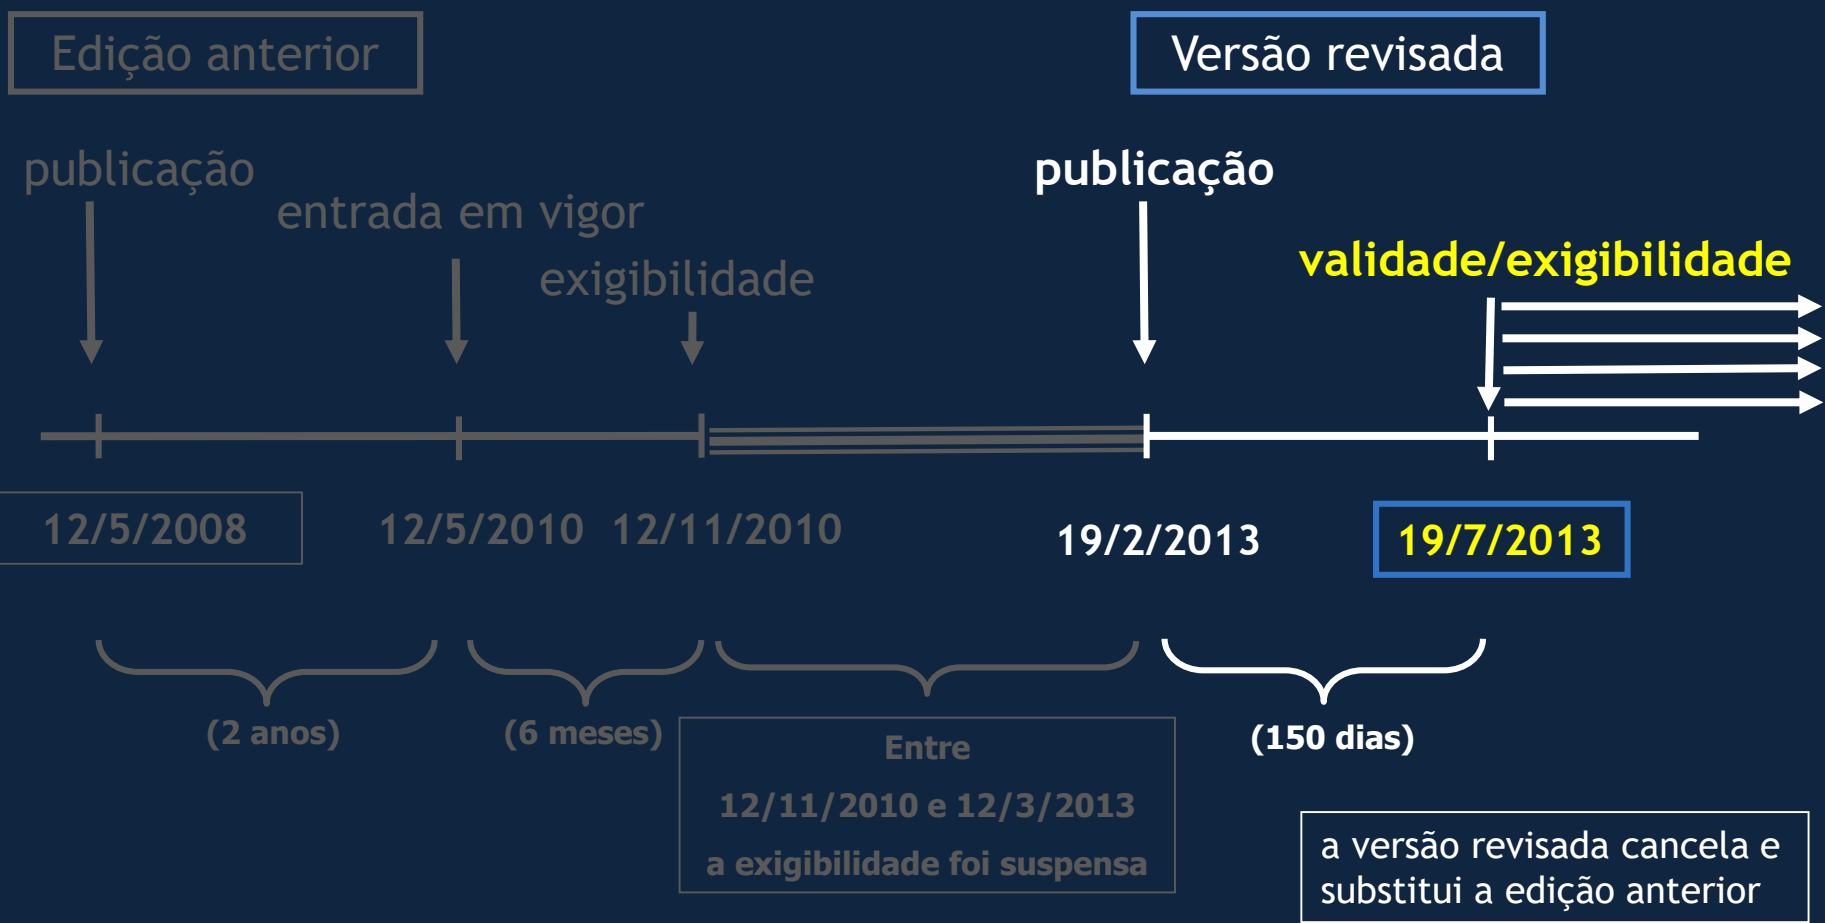 Edição anterior
Versão revisada
publicação
entrada em vigor
exigibilidade
publicação
validade/exigibilidade
12/5/2008
12/5/2010
12/11/2010
19/2/2013
19/7/2013
(2 anos)
(6 meses)
Entre
12/11/2010 e 12/3/2013
a exigibilidade foi suspensa
(150 dias)
a versão revisada cancela e
substitui a edição anterior